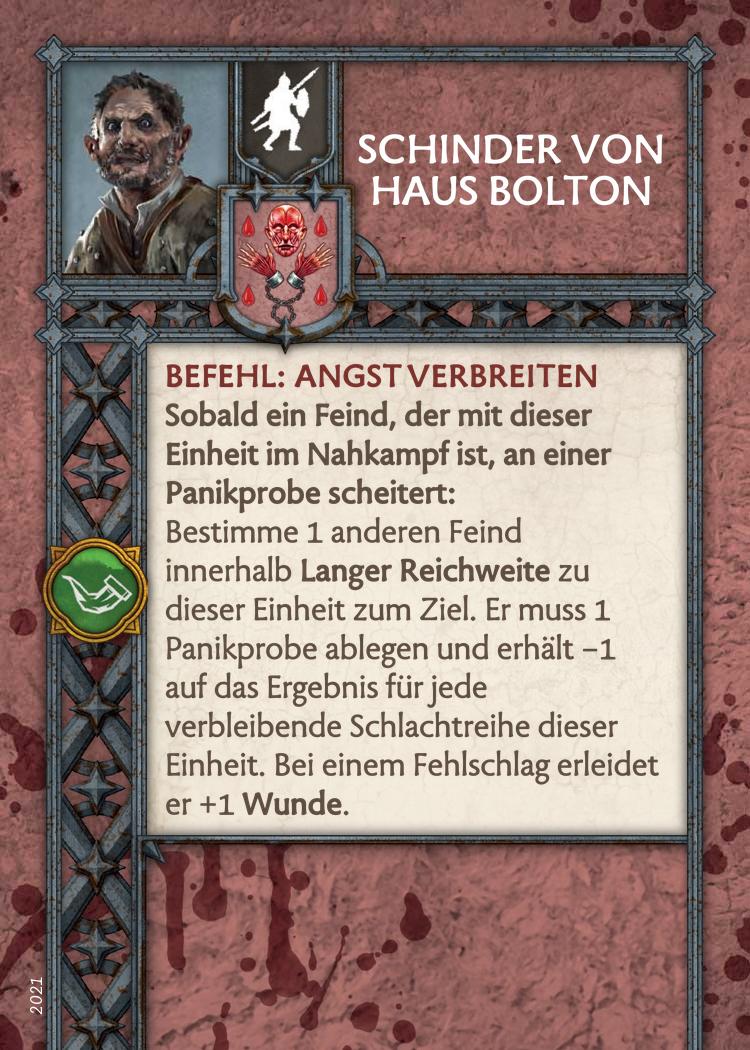 SCHINDER VON
HAUS BOLTON
BEFEHL: ANGST VERBREITEN
Sobald ein Feind, der mit dieser
Einheit im Nahkampf ist, an einer
Panikprobe scheitert:
Bestimme 1 anderen Feind
innerhalb Langer Reichweite zu
dieser Einheit zum Ziel. Er muss 1
Panikprobe ablegen und erhält −1
auf das Ergebnis für jede
verbleibende Schlachtreihe dieser
Einheit. Bei einem Fehlschlag erleidet
er +1 Wunde.
2021